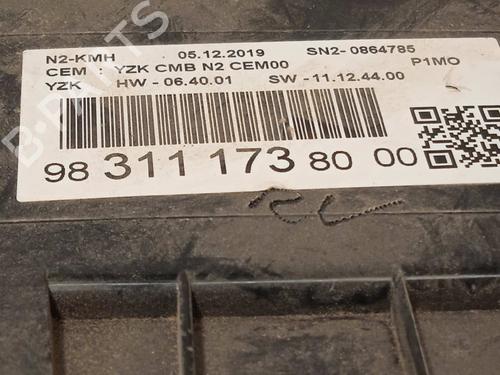 N2-KMH 05.12.2019 SN2- 0864785
CEM : YZK CMB N2 CEM00 P1MO
YZK HW - 06.40.01 SW - 11.12.44.00
98 311 173 80 00
B-PARTS